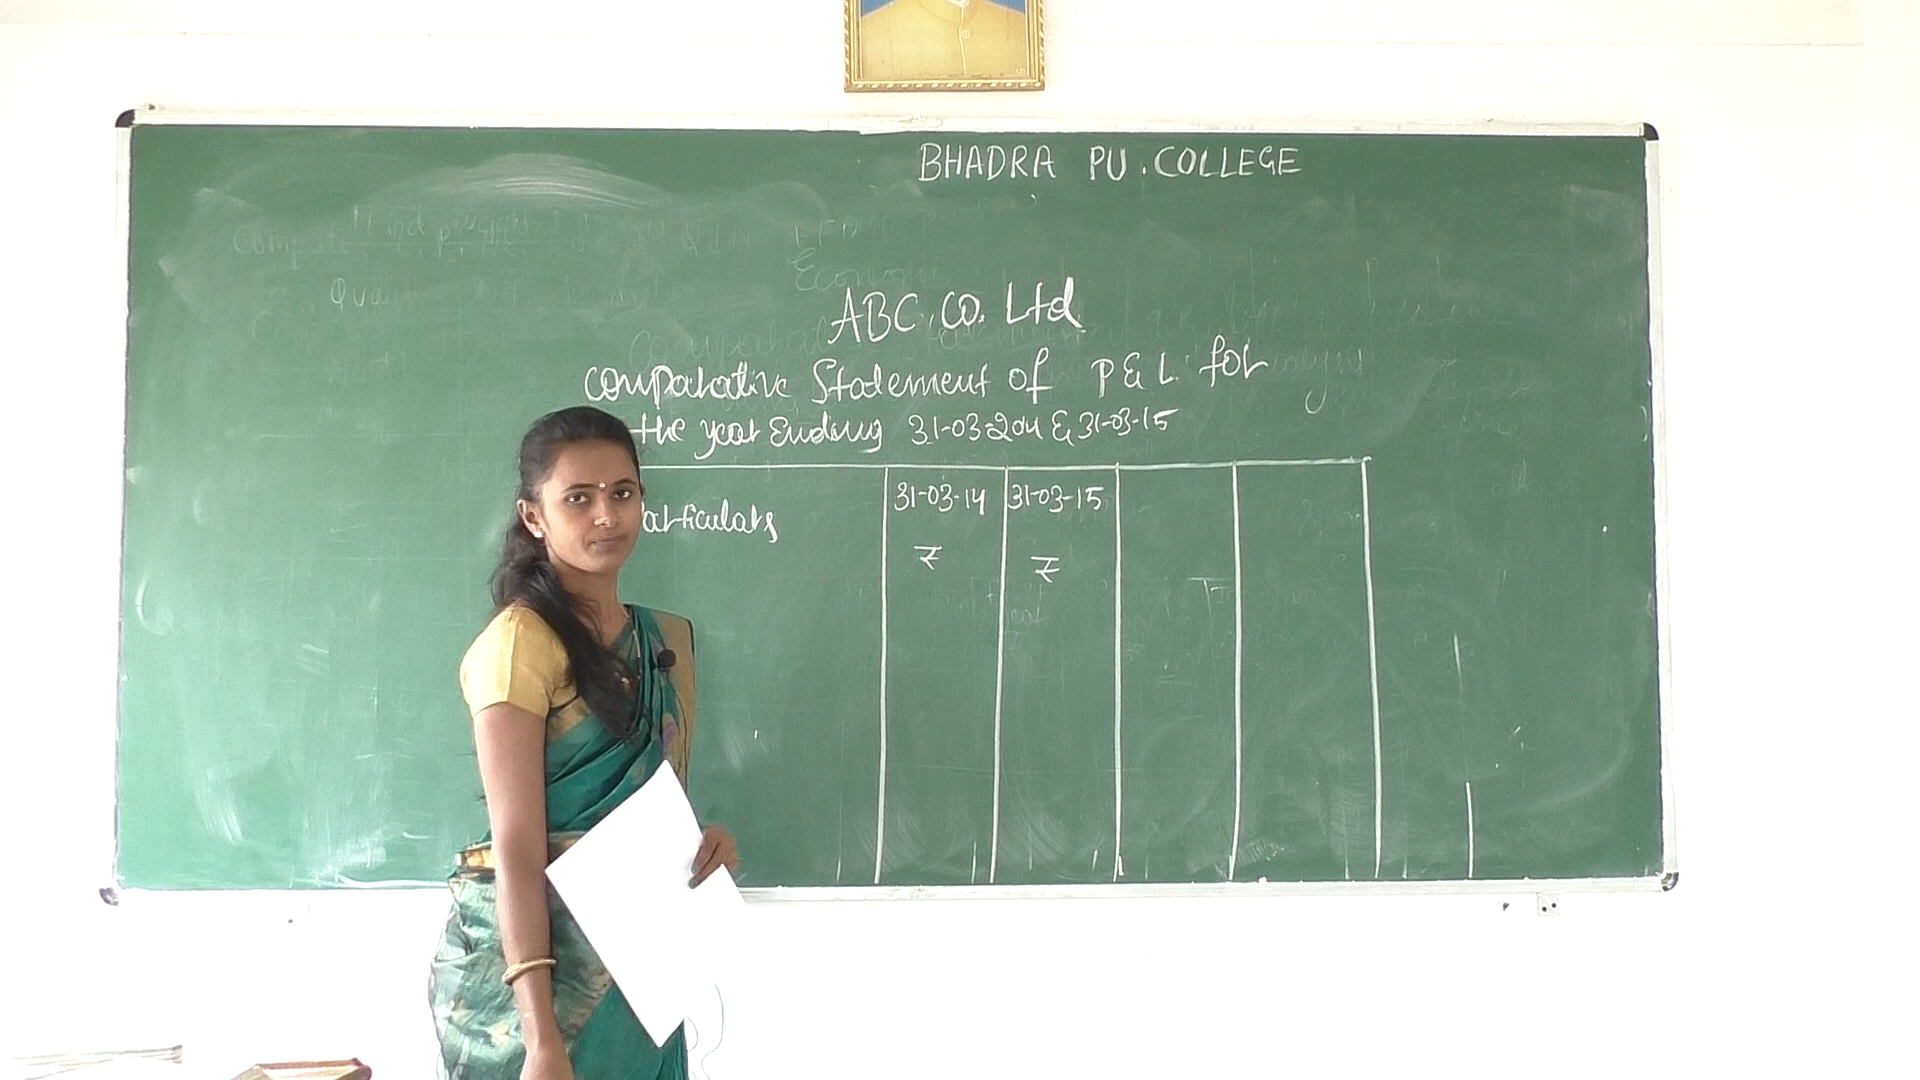 BHADRA PU. COLLEGE
ABC. CO. Ltd
comparative Statement of P & L for
the year Ending 31-03-2014 & 31-03-15
articulars
31-03-14 31-03-15
₹ ₹